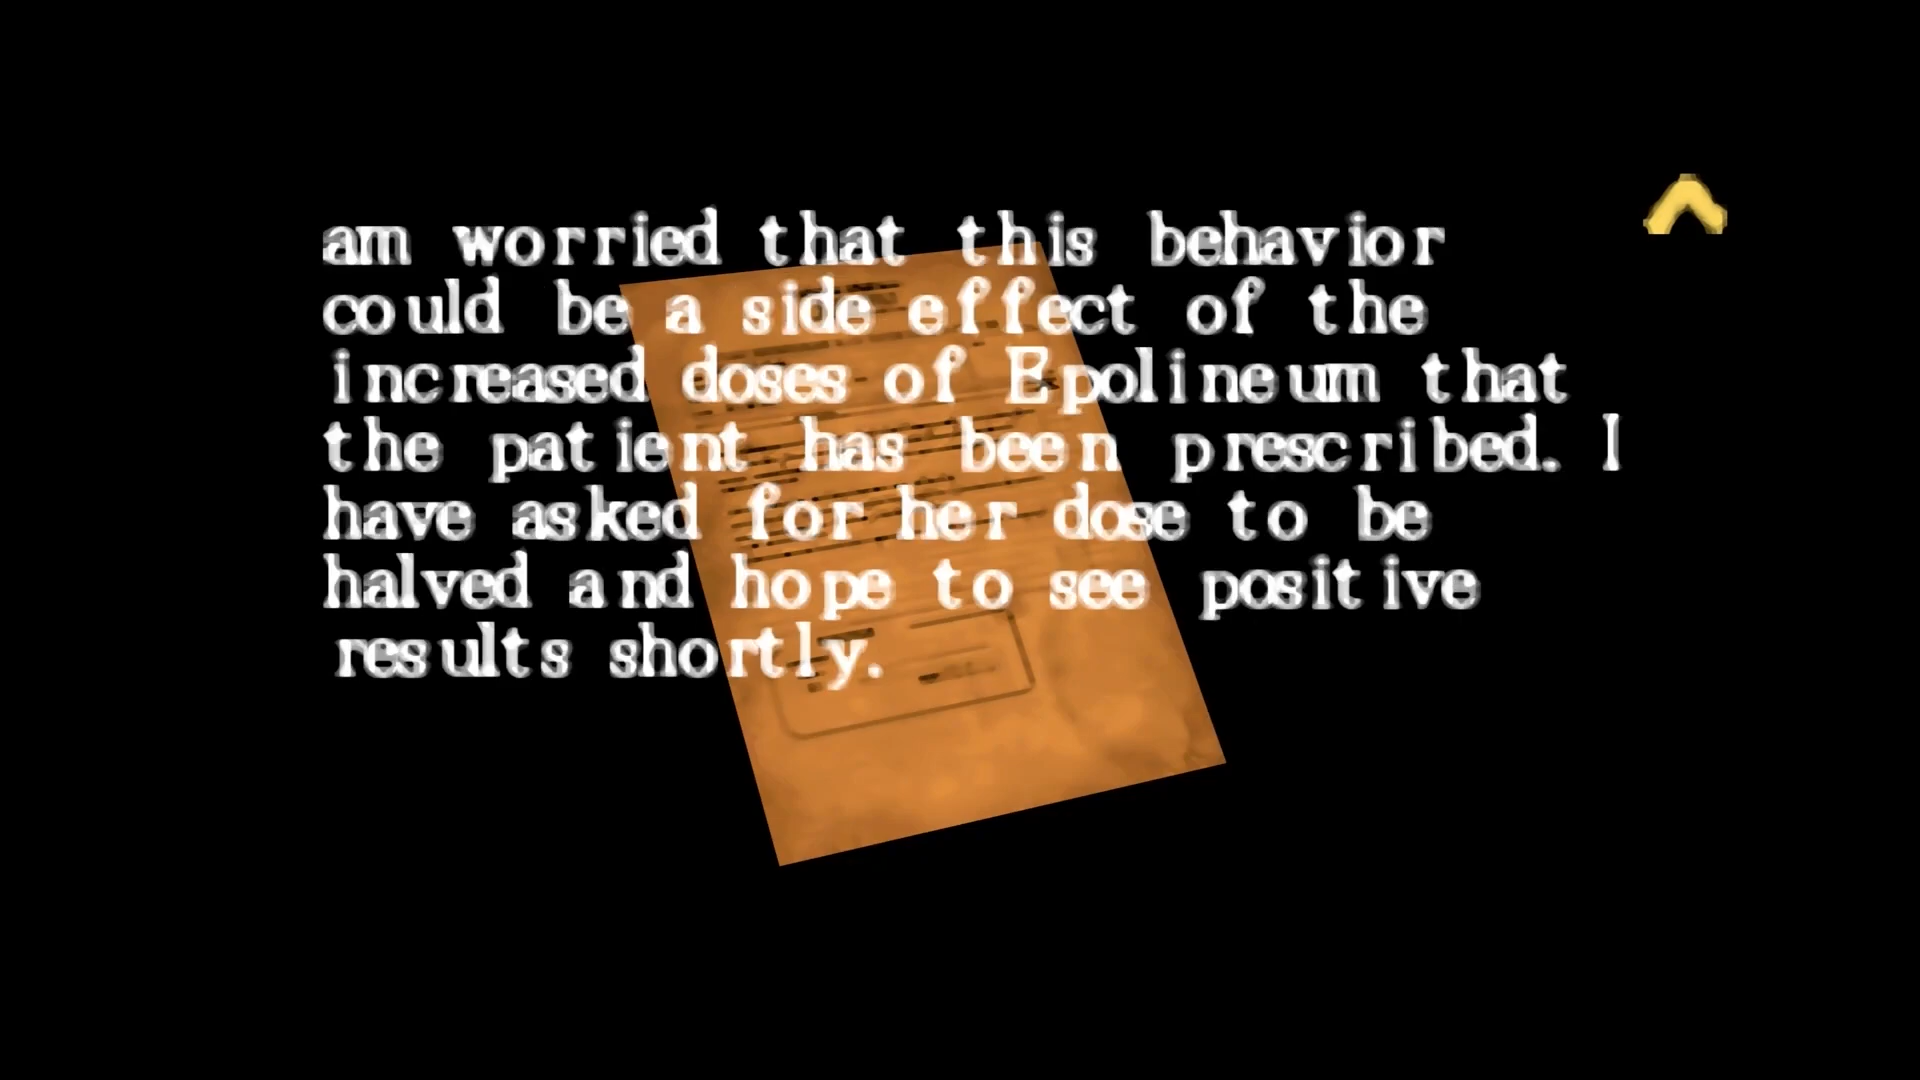 am worried that this behavior
could be a side effect of the
increased doses of Epolineum that
the patient has been prescribed. I
have asked for her dose to be
halved and hope to see positive
results shortly.